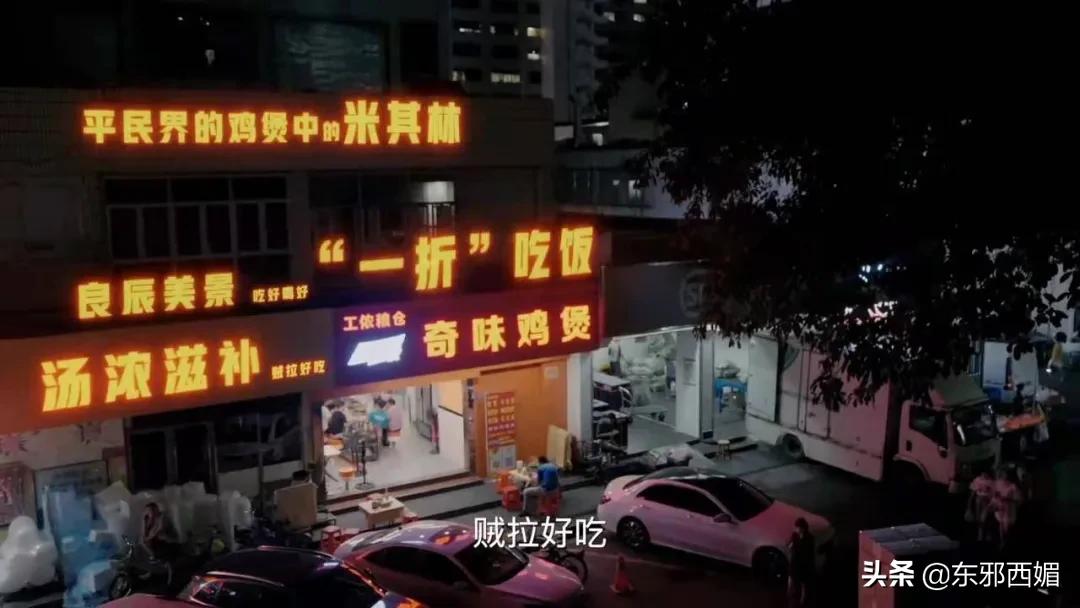 平民界的鸡煲中的米其林
“一折”吃饭
良辰美景 吃好喝好
工侬粮仓
奇味鸡煲
汤浓滋补 贼拉好吃
贼拉好吃
头条 @东邪西媚